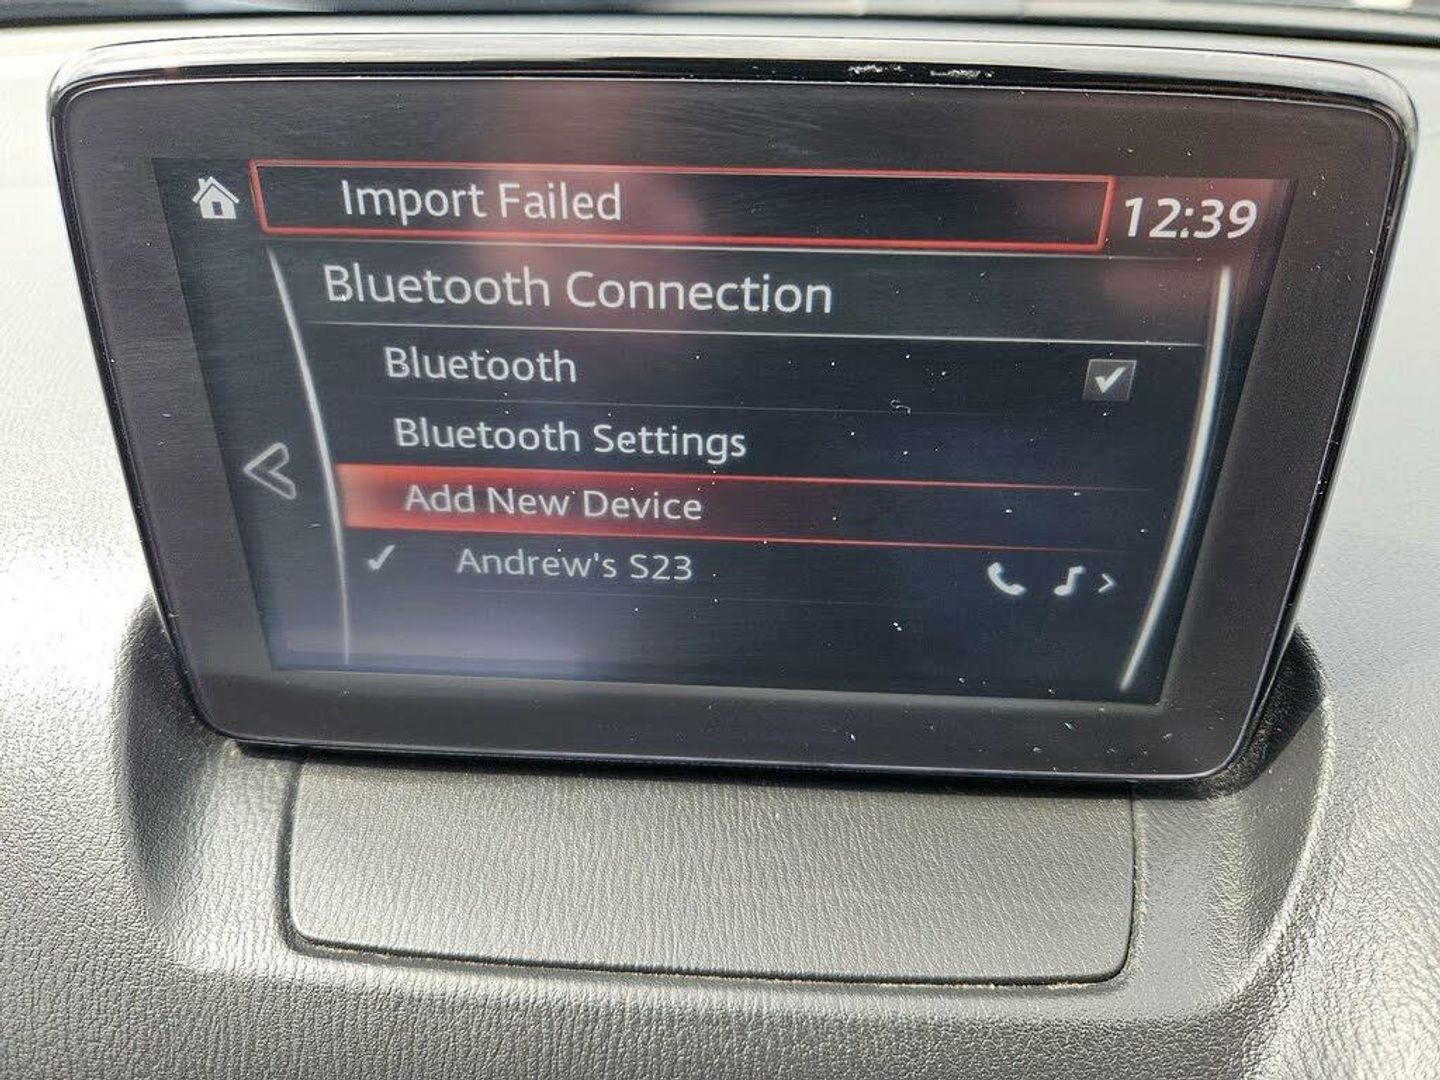 Import Failed
12:39
Bluetooth Connection
Bluetooth
Bluetooth Settings
Add New Device
Andrew's S23